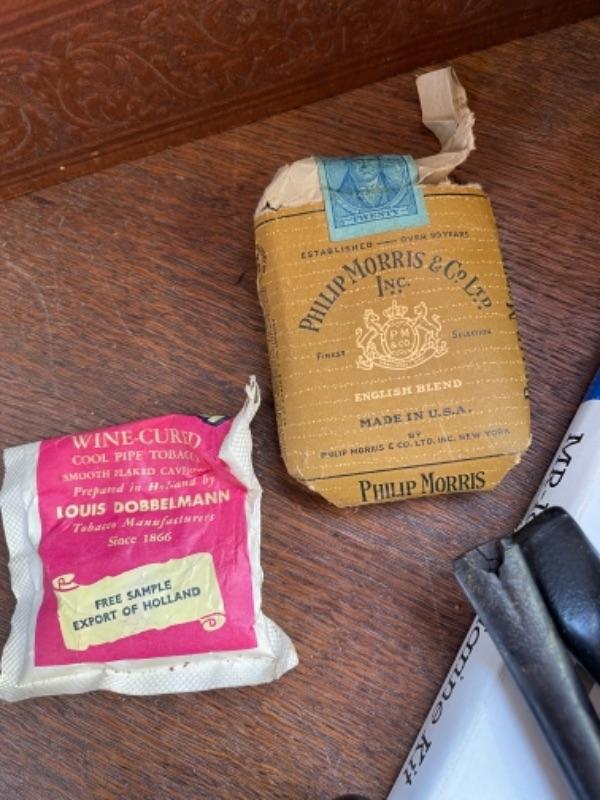 TWENTY
ESTABLISHED — OVER 90 YEARS
PHILIP MORRIS & CO. LTD.
INC.
P·M
& CO
FINEST SELECTION
ENGLISH BLEND
MADE IN U.S.A.
BY
PHILIP MORRIS & CO. LTD. INC. NEW YORK
PHILIP MORRIS
WINE-CURED
COOL PIPE TOBACCO
SMOOTH FLAKED
Prepared in Holland by
LOUIS DOBBELMANN
Tobacco Manufacturers
Since 1866
FREE SAMPLE
EXPORT OF HOLLAND
Kit